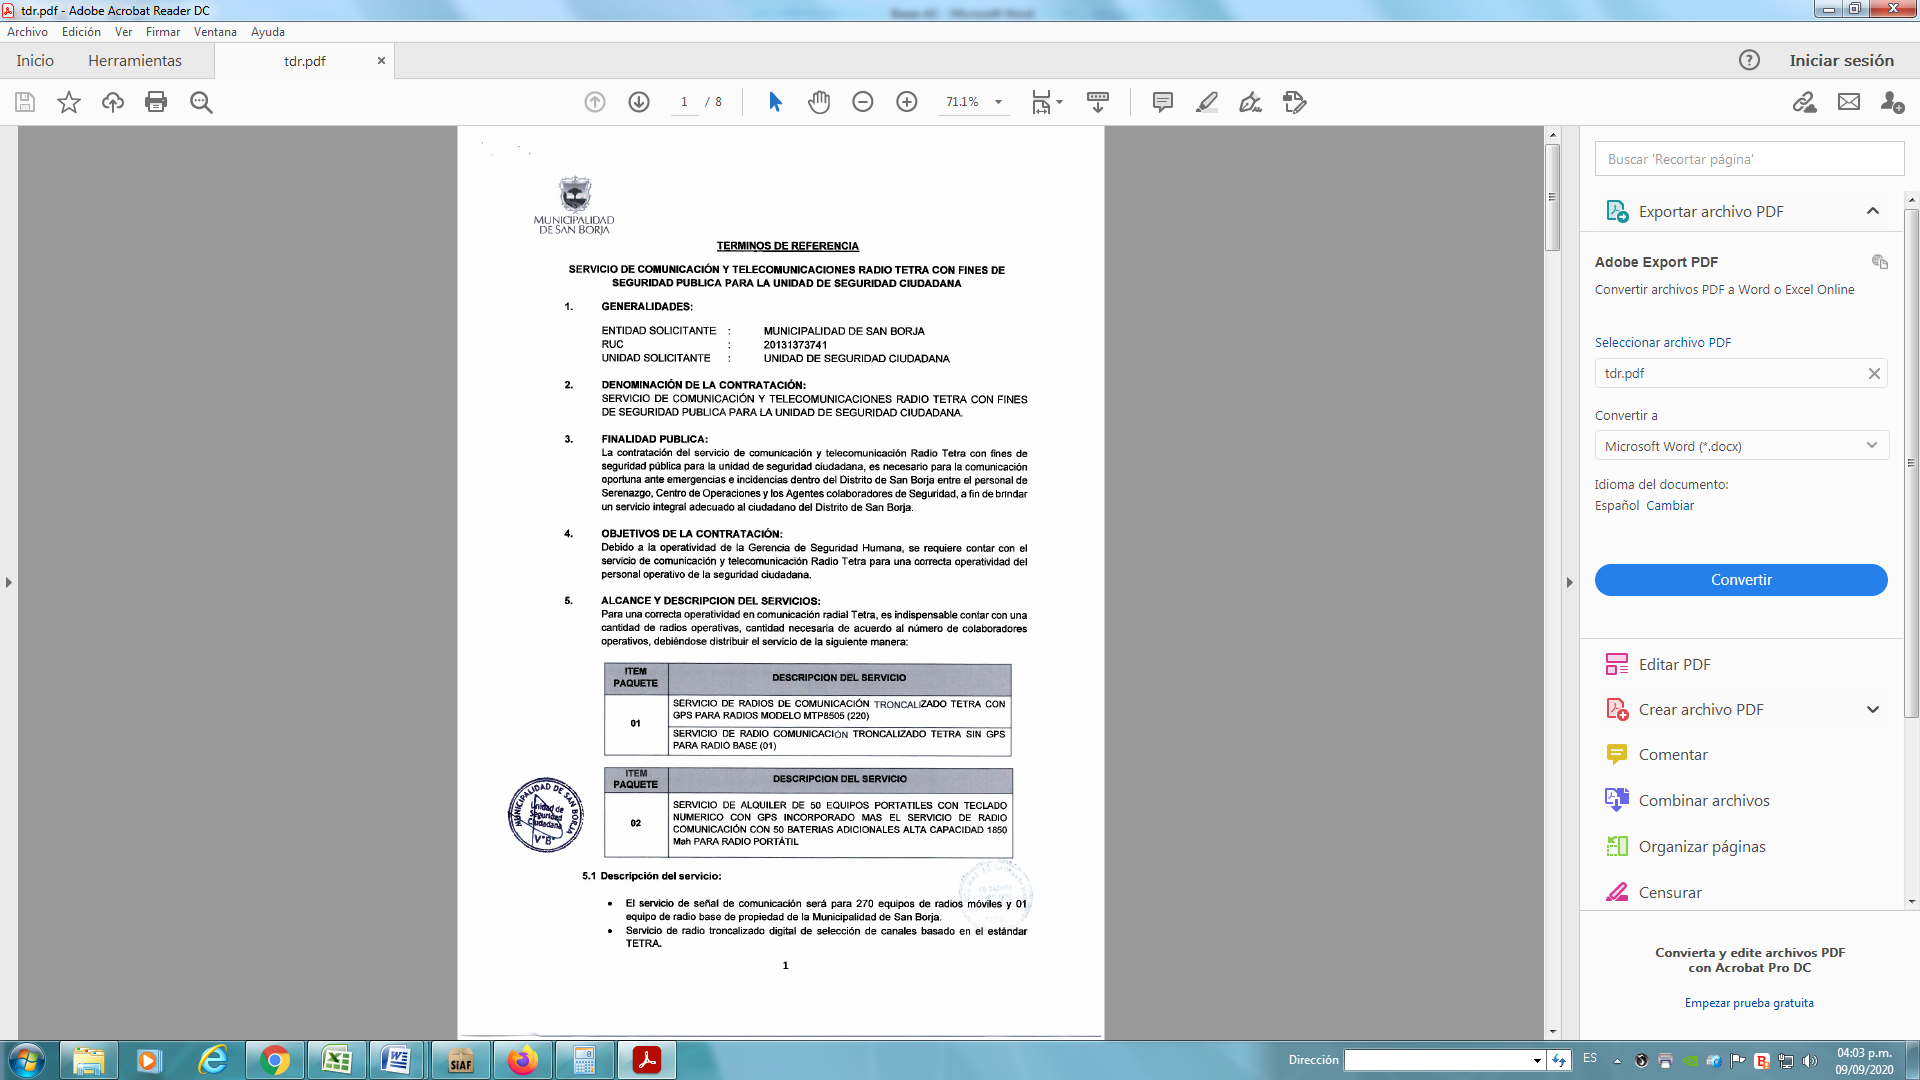 tdr.pdf - Adobe Acrobat Reader DC
Archivo Edición Ver Firmar Ventana Ayuda
Inicio Herramientas tdr.pdf
Iniciar sesión
1 / 8
71.1%
MUNICIPALIDAD
DE SAN BORJA
TERMINOS DE REFERENCIA
SERVICIO DE COMUNICACIÓN Y TELECOMUNICACIONES RADIO TETRA CON FINES DE
SEGURIDAD PUBLICA PARA LA UNIDAD DE SEGURIDAD CIUDADANA
1. GENERALIDADES:
ENTIDAD SOLICITANTE : MUNICIPALIDAD DE SAN BORJA
RUC : 20131373741
UNIDAD SOLICITANTE : UNIDAD DE SEGURIDAD CIUDADANA
2. DENOMINACIÓN DE LA CONTRATACIÓN:
SERVICIO DE COMUNICACIÓN Y TELECOMUNICACIONES RADIO TETRA CON FINES
DE SEGURIDAD PUBLICA PARA LA UNIDAD DE SEGURIDAD CIUDADANA.
3. FINALIDAD PUBLICA:
La contratación del servicio de comunicación y telecomunicación Radio Tetra con fines de
seguridad pública para la unidad de seguridad ciudadana, es necesario para la comunicación
oportuna ante emergencias e incidencias dentro del Distrito de San Borja entre el personal de
Serenazgo, Centro de Operaciones y los Agentes colaboradores de Seguridad, a fin de brindar
un servicio integral adecuado al ciudadano del Distrito de San Borja.
4. OBJETIVOS DE LA CONTRATACIÓN:
Debido a la operatividad de la Gerencia de Seguridad Humana, se requiere contar con el
servicio de comunicación y telecomunicación Radio Tetra para una correcta operatividad del
personal operativo de la seguridad ciudadana.
5. ALCANCE Y DESCRIPCION DEL SERVICIOS:
Para una correcta operatividad en comunicación radial Tetra, es indispensable contar con una
cantidad de radios operativas, cantidad necesaria de acuerdo al número de colaboradores
operativos, debiéndose distribuir el servicio de la siguiente manera:
ITEM PAQUETE DESCRIPCION DEL SERVICIO
01
SERVICIO DE RADIOS DE COMUNICACIÓN TRONCALIZADO TETRA CON
GPS PARA RADIOS MODELO MTP8505 (220)
SERVICIO DE RADIO COMUNICACIÓN TRONCALIZADO TETRA SIN GPS
PARA RADIO BASE (01)
ITEM PAQUETE DESCRIPCION DEL SERVICIO
02
SERVICIO DE ALQUILER DE 50 EQUIPOS PORTATILES CON TECLADO
NUMERICO CON GPS INCORPORADO MAS EL SERVICIO DE RADIO
COMUNICACIÓN CON 50 BATERIAS ADICIONALES ALTA CAPACIDAD 1850
Mah PARA RADIO PORTÁTIL
MUNICIPALIDAD DE SAN BORJA
Unidad de
Seguridad
Ciudadana
V°B°
5.1 Descripción del servicio:
• El servicio de señal de comunicación será para 270 equipos de radios móviles y 01
equipo de radio base de propiedad de la Municipalidad de San Borja.
• Servicio de radio troncalizado digital de selección de canales basado en el estándar
TETRA.
1
Buscar 'Recortar página'
Exportar archivo PDF
Adobe Export PDF
Convertir archivos PDF a Word o Excel Online
Seleccionar archivo PDF
tdr.pdf
Convertir a
Microsoft Word (*.docx)
Idioma del documento:
Español Cambiar
Convertir
Editar PDF
Crear archivo PDF
Comentar
Combinar archivos
Organizar páginas
Censurar
Convierta y edite archivos PDF
con Acrobat Pro DC
Empezar prueba gratuita
SIAF
Dirección
ES
04:03 p.m.
09/09/2020